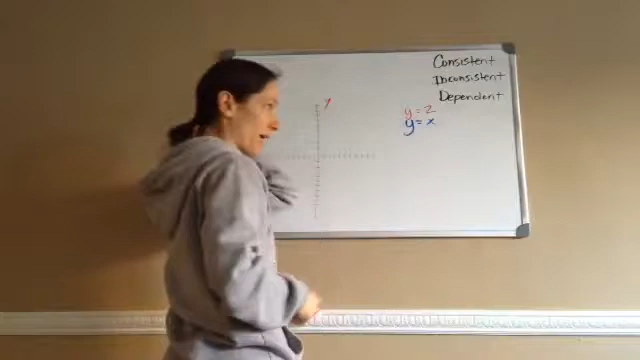 Consistent
Inconsistent
Dependent
y
y = 2
y = x